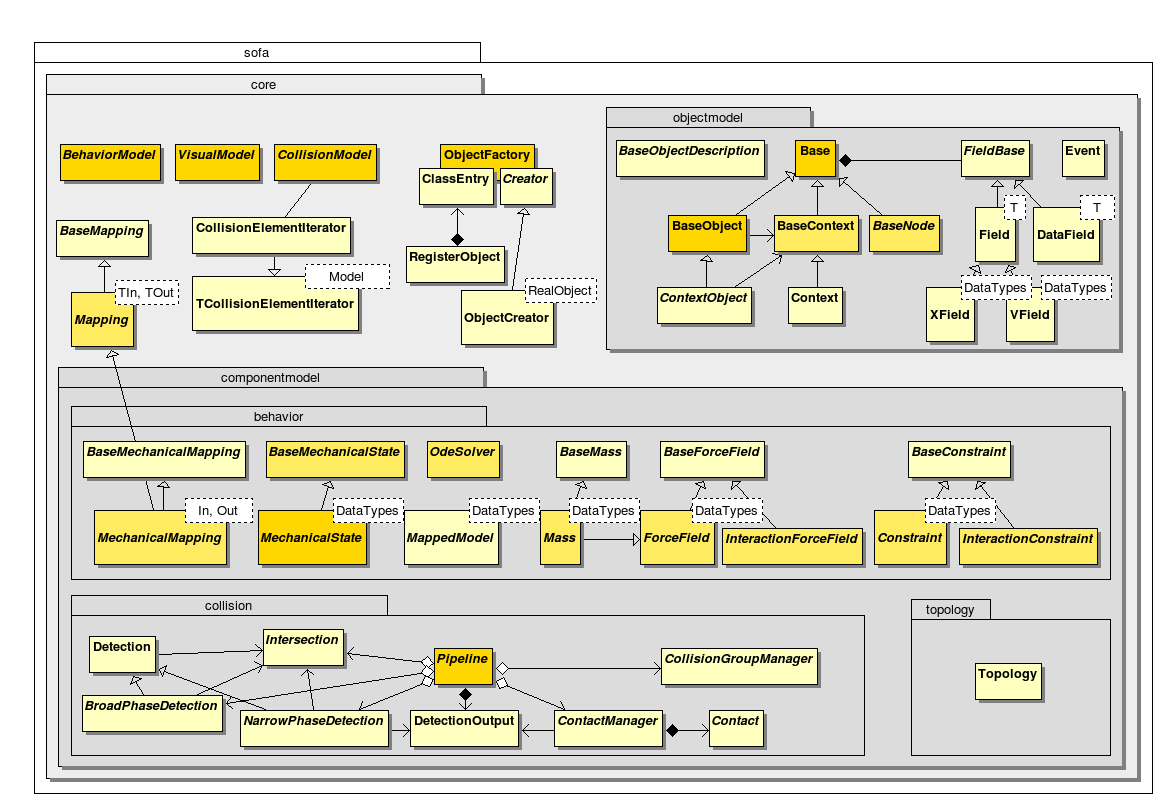 sofa
core
objectmodel
BaseObjectDescription
Base
FieldBase
Event
BehaviorModel
VisualModel
CollisionModel
ObjectFactory
ClassEntry
Creator
T
T
BaseMapping
CollisionElementIterator
BaseObject
BaseContext
BaseNode
Field
DataField
RegisterObject
Model
TIn, TOut
TCollisionElementIterator
RealObject
DataTypes
DataTypes
Mapping
ObjectCreator
ContextObject
Context
XField
VField
componentmodel
behavior
BaseMechanicalMapping
BaseMechanicalState
OdeSolver
BaseMass
BaseForceField
BaseConstraint
In, Out
DataTypes
DataTypes
DataTypes
DataTypes
DataTypes
MechanicalMapping
MechanicalState
MappedModel
Mass
ForceField
InteractionForceField
Constraint
InteractionConstraint
collision
topology
Detection
Intersection
Pipeline
CollisionGroupManager
Topology
BroadPhaseDetection
NarrowPhaseDetection
DetectionOutput
ContactManager
Contact